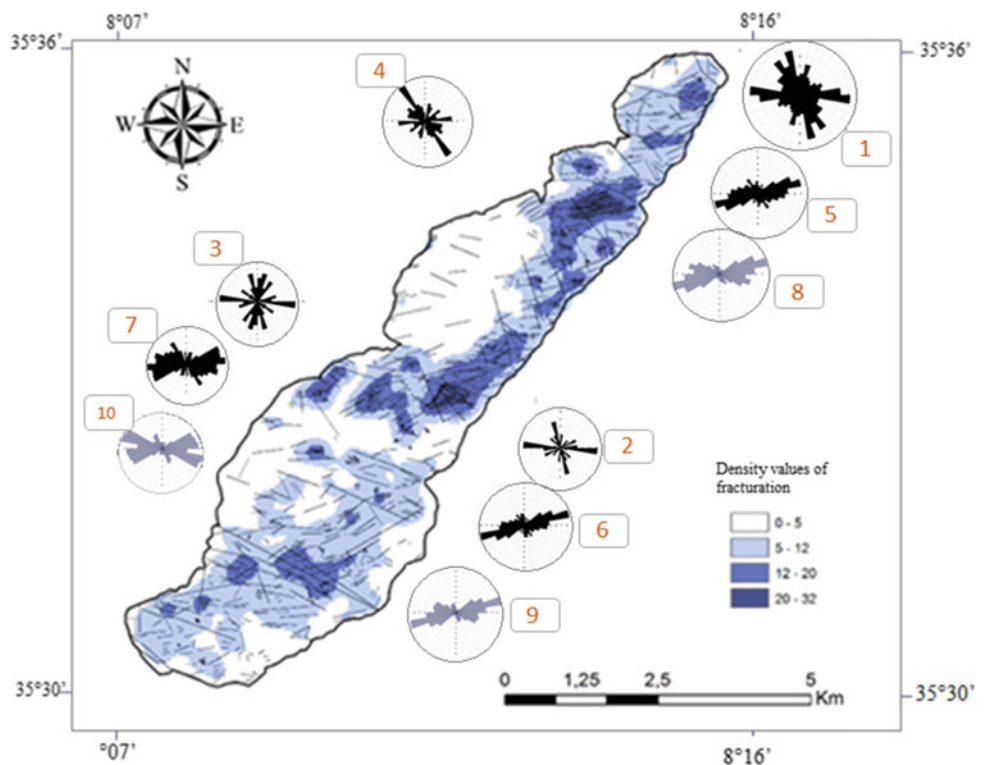 8°07' 8°16'
35°36' 35°36'
N
W E
S
4
1
5
3
8
7
10
2
6
9
Density values of
fracturation
0 - 5
5 - 12
12 - 20
20 - 32
0 1,25 2,5 5
Km
35°30' 35°30'
°07' 8°16'